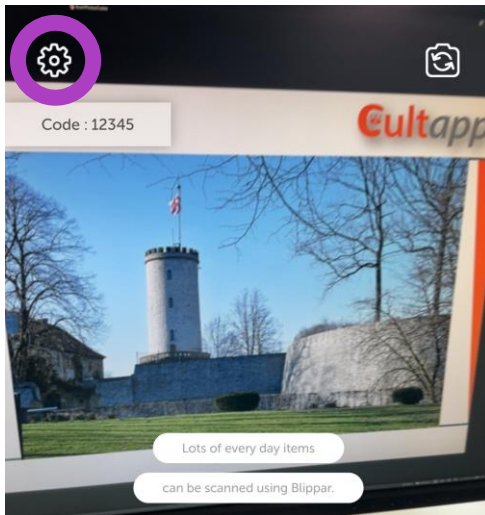 Code : 12345
Cultapp
Lots of every day items
can be scanned using Blippar.